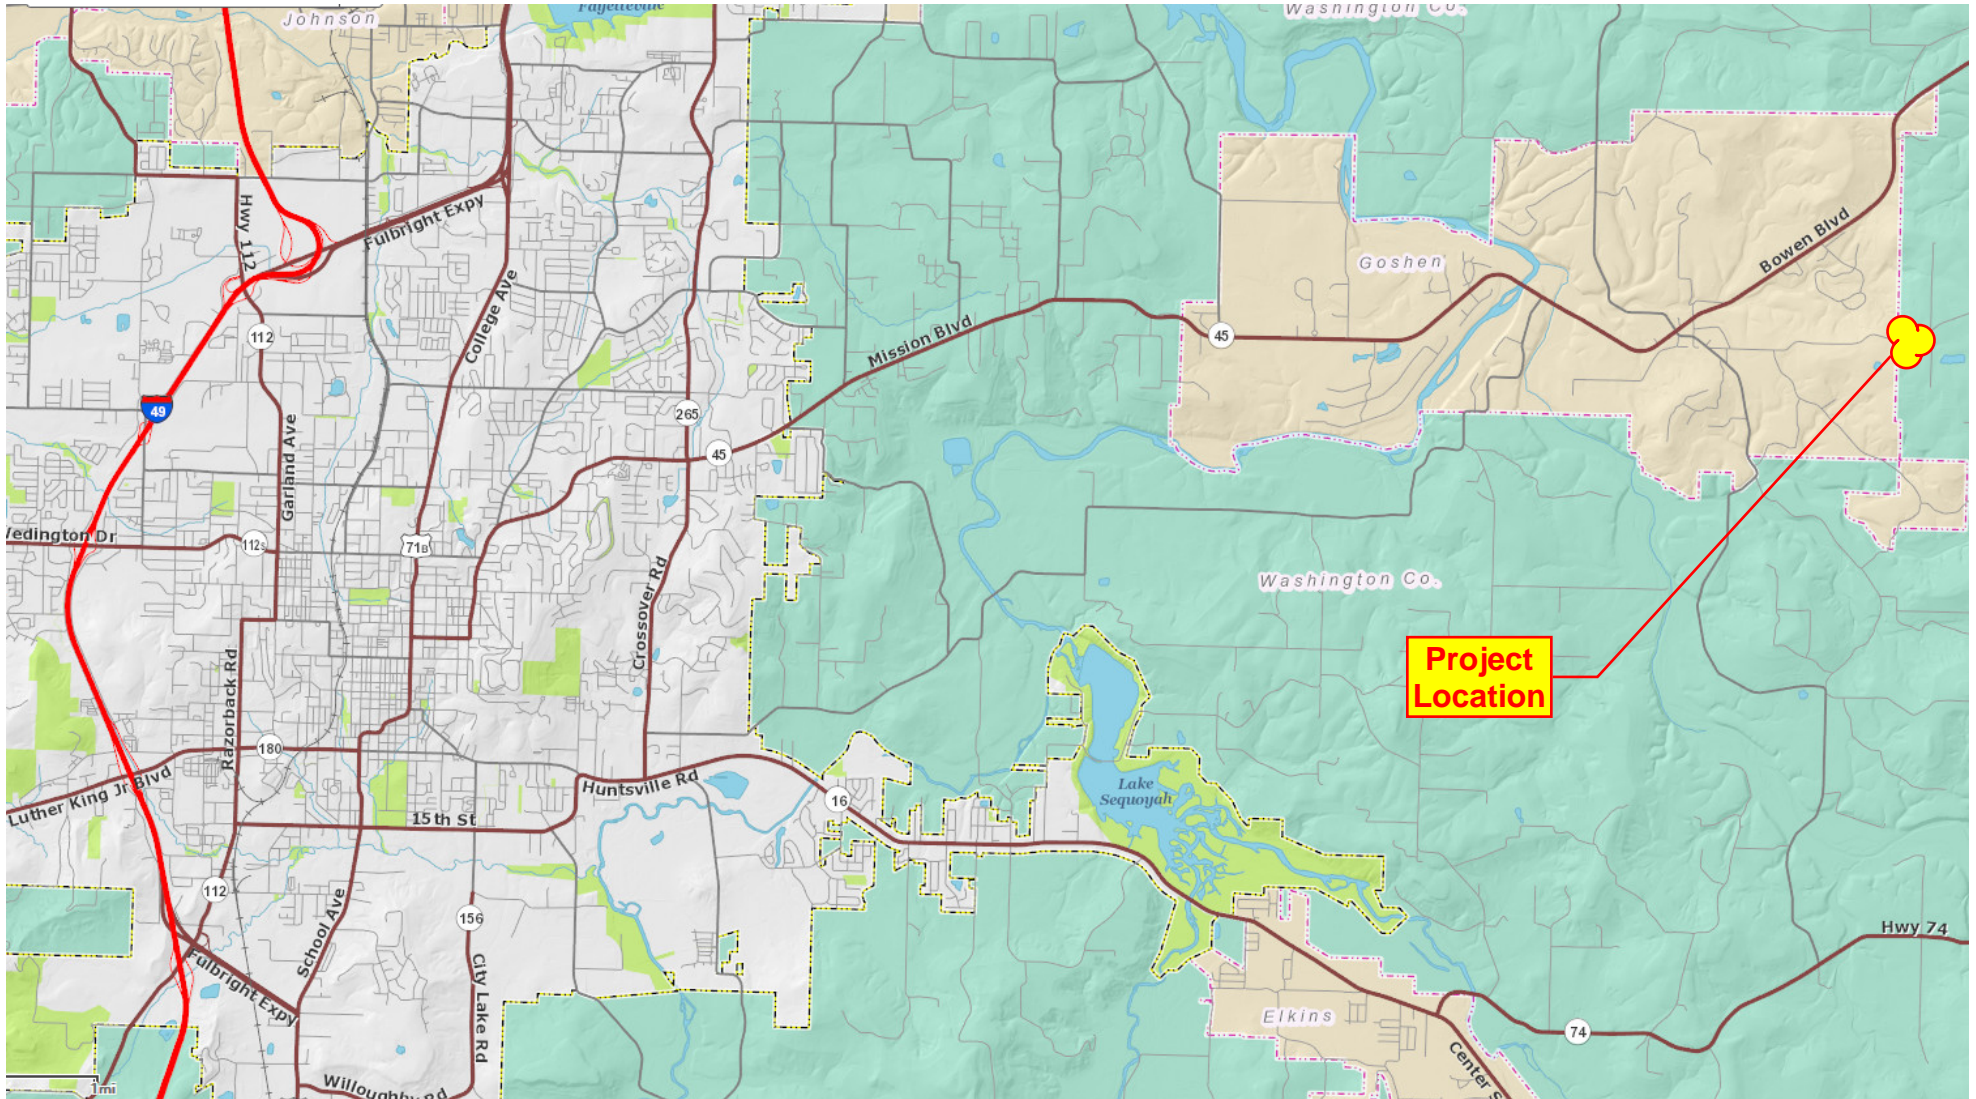 Johnson
Fayetteville
Washington Co.
Hwy 112
Fulbright Expy
College Ave
Bowen Blvd
Goshen
112
Mission Blvd
45
49
265
Garland Ave
45
Wedington Dr
112S
71B
Crossover Rd
Washington Co.
Razorback Rd
Project
Location
180
Luther King Jr Blvd
Huntsville Rd
Lake
Sequoyah
16
15th St
112
School Ave
156
Hwy 74
Fulbright Expy
City Lake Rd
Elkins
74
Center S
1mi
Willoughby Rd